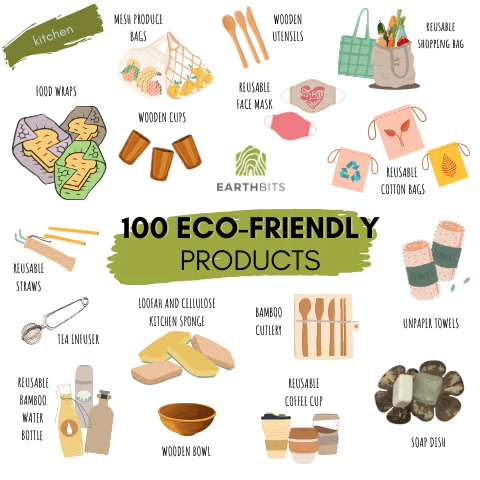 kitchen
MESH PRODUCE
BAGS
WOODEN
UTENSILS
REUSABLE
SHOPPING BAG
FOOD WRAPS
REUSABLE
FACE MASK
WOODEN CUPS
REUSABLE
COTTON BAGS
EARTHBITS
100 ECO-FRIENDLY
PRODUCTS
REUSABLE
STRAWS
TEA INFUSER
LOOFAH AND CELLULOSE
KITCHEN SPONGE
BAMBOO
CUTLERY
UNPAPER TOWELS
REUSABLE
BAMBOO
WATER
BOTTLE
WOODEN BOWL
REUSABLE
COFFEE CUP
SOAP DISH